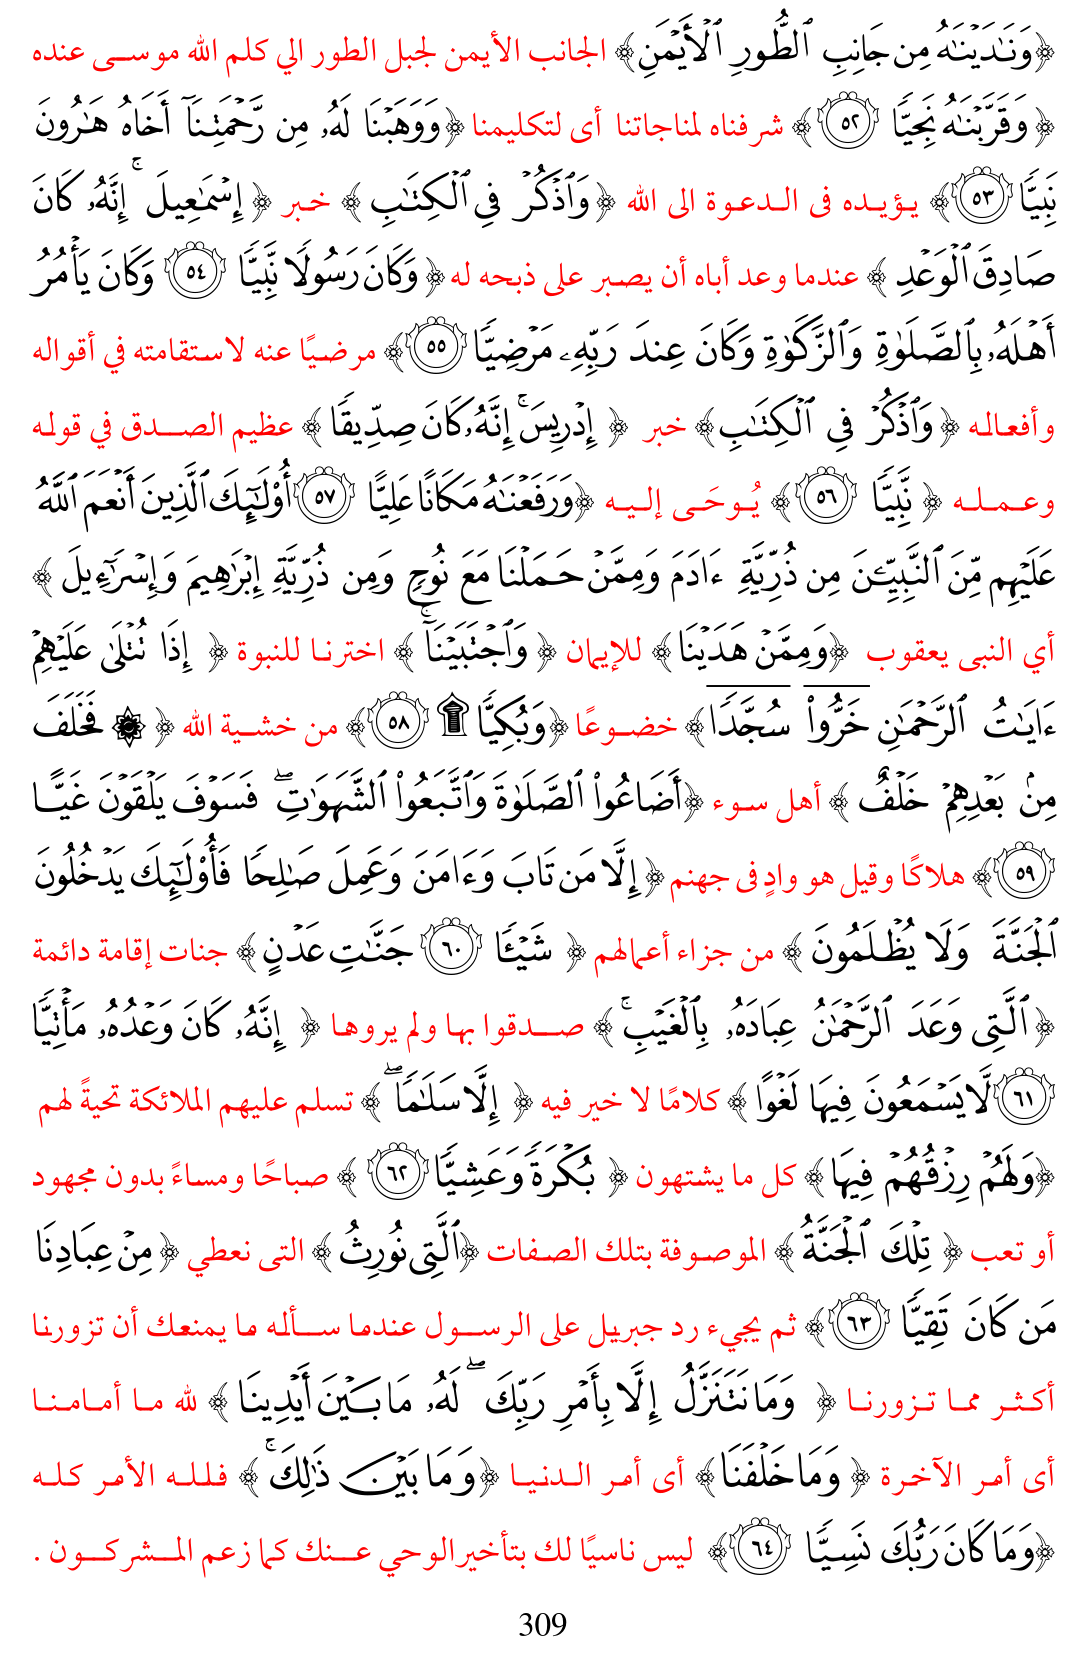 ﴿وَنَٰدَيۡنَٰهُ مِن جَانِبِ ٱلطُّورِ ٱلۡأَيۡمَنِ﴾ الجانب الأيمن لجبل الطور الي كلم الله موسى عنده
﴿وَقَرَّبۡنَٰهُ نَجِيّٗا ٥٢﴾ شرفناه لمناجاتنا أى لتكليمنا ﴿وَوَهَبۡنَا لَهُۥ مِن رَّحۡمَتِنَآ أَخَاهُ هَٰرُونَ
نَبِيّٗا ٥٣﴾ يؤيده فى الدعوة الى الله ﴿وَٱذۡكُرۡ فِي ٱلۡكِتَٰبِ﴾ خبر ﴿إِسۡمَٰعِيلَۚ إِنَّهُۥ كَانَ
صَادِقَ ٱلۡوَعۡدِ﴾ عندما وعد أباه أن يصبر على ذبحه له ﴿وَكَانَ رَسُولٗا نَّبِيّٗا ٥٤ وَكَانَ يَأۡمُرُ
أَهۡلَهُۥ بِٱلصَّلَوٰةِ وَٱلزَّكَوٰةِ وَكَانَ عِندَ رَبِّهِۦ مَرۡضِيّٗا ٥٥﴾ مرضيًا عنه لاستقامته في أقواله
وأفعاله ﴿وَٱذۡكُرۡ فِي ٱلۡكِتَٰبِ﴾ خبر ﴿إِدۡرِيسَۚ إِنَّهُۥ كَانَ صِدِّيقٗا﴾ عظيم الصدق في قوله
وعمله ﴿نَّبِيّٗا ٥٦﴾ يُوحَى إليه ﴿وَرَفَعۡنَٰهُ مَكَانًا عَلِيًّا ٥٧ أُوْلَٰٓئِكَ ٱلَّذِينَ أَنۡعَمَ ٱللَّهُ
عَلَيۡهِم مِّنَ ٱلنَّبِيِّـۧنَ مِن ذُرِّيَّةِ ءَادَمَ وَمِمَّنۡ حَمَلۡنَا مَعَ نُوحٖ وَمِن ذُرِّيَّةِ إِبۡرَٰهِيمَ وَإِسۡرَٰٓءِيلَ﴾
أي النبى يعقوب ﴿وَمِمَّنۡ هَدَيۡنَا﴾ للإيمان ﴿وَٱجۡتَبَيۡنَآۚ﴾ اخترنا للنبوة ﴿إِذَا تُتۡلَىٰ عَلَيۡهِمۡ
ءَايَٰتُ ٱلرَّحۡمَٰنِ خَرُّواْۤ سُجَّدٗاۤ﴾ خضوعًا ﴿وَبُكِيّٗا ۩ ٥٨﴾ من خشية الله ﴿۞ فَخَلَفَ
مِنۢ بَعۡدِهِمۡ خَلۡفٌ﴾ أهل سوء ﴿أَضَاعُواْ ٱلصَّلَوٰةَ وَٱتَّبَعُواْ ٱلشَّهَوَٰتِۖ فَسَوۡفَ يَلۡقَوۡنَ غَيًّا
٥٩﴾ هلاكًا وقيل هو وادٍ فى جهنم ﴿إِلَّا مَن تَابَ وَءَامَنَ وَعَمِلَ صَٰلِحٗا فَأُوْلَٰٓئِكَ يَدۡخُلُونَ
ٱلۡجَنَّةَ وَلَا يُظۡلَمُونَ﴾ من جزاء أعمالهم ﴿شَيۡـٔٗا ٦٠ جَنَّٰتِ عَدۡنٍ﴾ جنات إقامة دائمة
﴿ٱلَّتِي وَعَدَ ٱلرَّحۡمَٰنُ عِبَادَهُۥ بِٱلۡغَيۡبِۚ﴾ صدقوا بها ولم يروها ﴿إِنَّهُۥ كَانَ وَعۡدُهُۥ مَأۡتِيّٗا
٦١ لَّا يَسۡمَعُونَ فِيهَا لَغۡوًا﴾ كلامًا لا خير فيه ﴿إِلَّا سَلَٰمٗاۖ﴾ تسلم عليهم الملائكة تحيةً لهم
﴿وَلَهُمۡ رِزۡقُهُمۡ فِيهَا﴾ كل ما يشتهون ﴿بُكۡرَةٗ وَعَشِيّٗا ٦٢﴾ صباحًا ومساءً بدون مجهود
أو تعب ﴿تِلۡكَ ٱلۡجَنَّةُ﴾ الموصوفة بتلك الصفات ﴿ٱلَّتِي نُورِثُ﴾ التى نعطي ﴿مِنۡ عِبَادِنَا
مَن كَانَ تَقِيّٗا ٦٣﴾ ثم يجيء رد جبريل على الرسول عندما سأله ما يمنعك أن تزورنا
أكثر مما تزورنا ﴿وَمَا نَتَنَزَّلُ إِلَّا بِأَمۡرِ رَبِّكَۖ لَهُۥ مَا بَيۡنَ أَيۡدِينَا﴾ لله ما أمامنا
أى أمر الآخرة ﴿وَمَا خَلۡفَنَا﴾ أى أمر الدنيا ﴿وَمَا بَيۡنَ ذَٰلِكَۚ﴾ فلله الأمر كله
﴿وَمَا كَانَ رَبُّكَ نَسِيّٗا ٦٤﴾ ليس ناسيًا لك بتأخير الوحي عنك كما زعم المشركون .
309